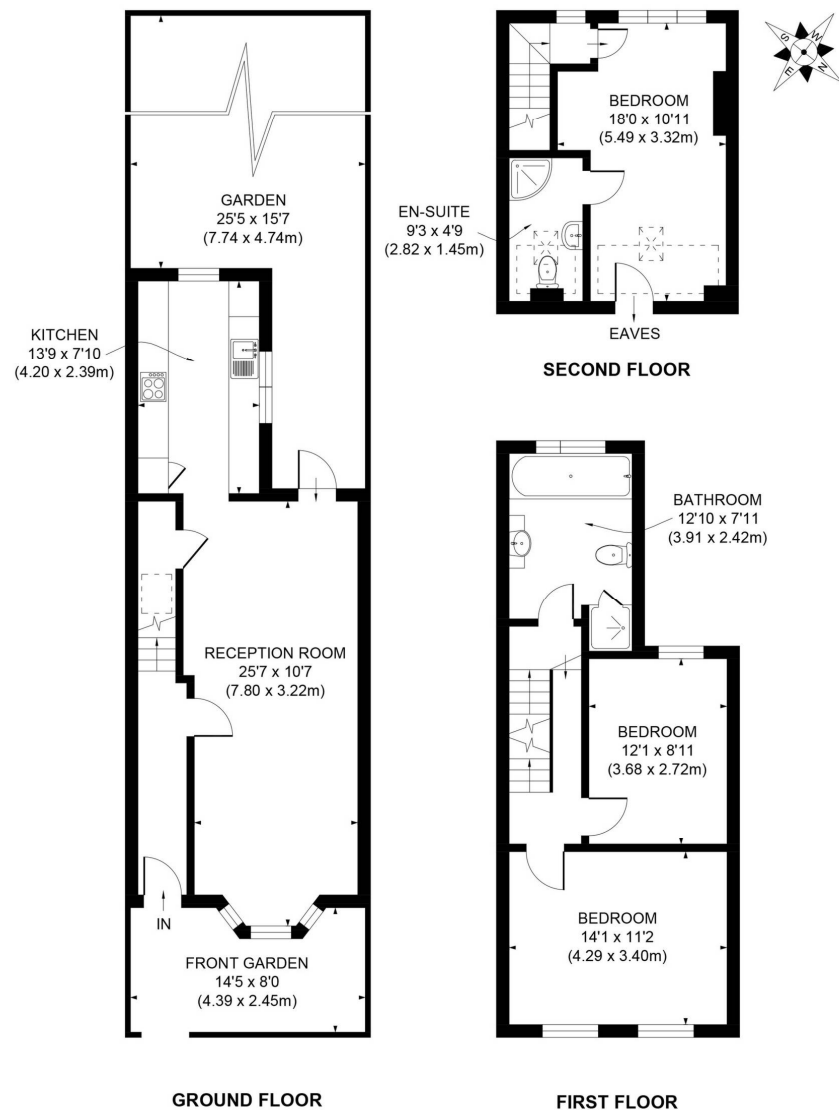 GARDEN
25'5 x 15'7
(7.74 x 4.74m)
KITCHEN
13'9 x 7'10
(4.20 x 2.39m)
RECEPTION ROOM
25'7 x 10'7
(7.80 x 3.22m)
IN
FRONT GARDEN
14'5 x 8'0
(4.39 x 2.45m)
GROUND FLOOR
S
W
E
N
BEDROOM
18'0 x 10'11
(5.49 x 3.32m)
EN-SUITE
9'3 x 4'9
(2.82 x 1.45m)
EAVES
SECOND FLOOR
BATHROOM
12'10 x 7'11
(3.91 x 2.42m)
BEDROOM
12'1 x 8'11
(3.68 x 2.72m)
BEDROOM
14'1 x 11'2
(4.29 x 3.40m)
FIRST FLOOR